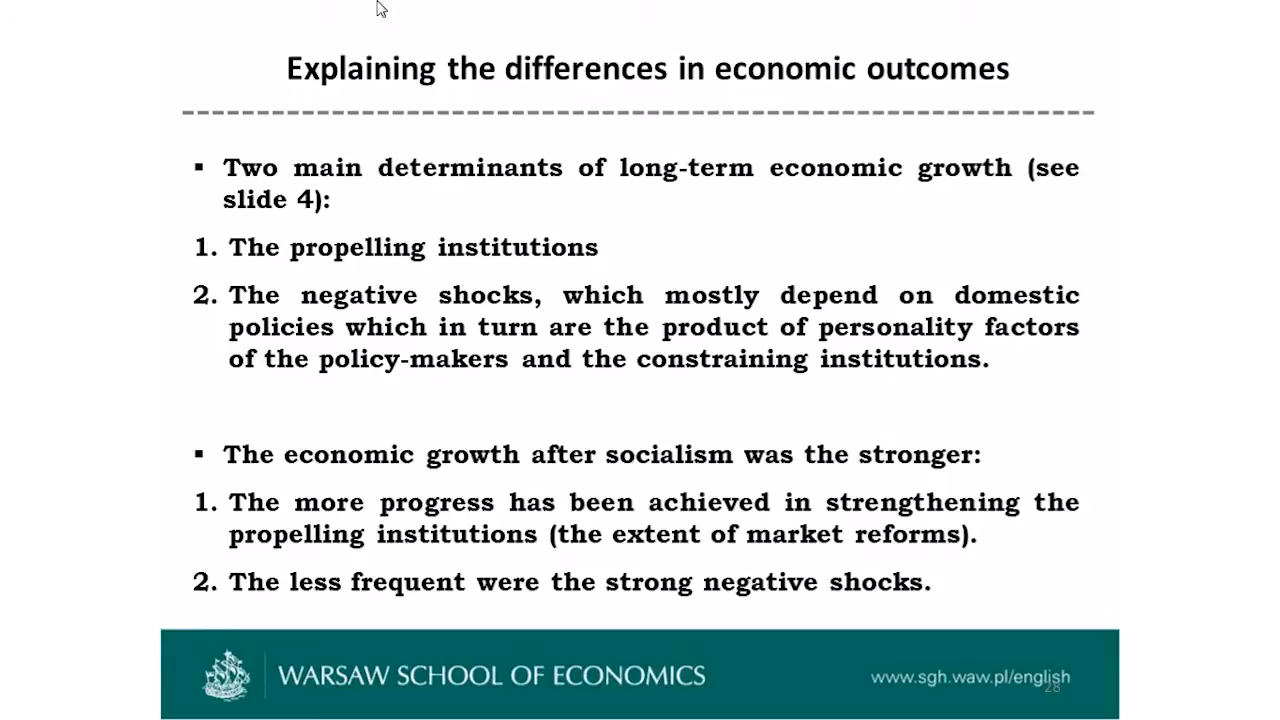 Explaining the differences in economic outcomes
▪ Two main determinants of long-term economic growth (see
slide 4):
1. The propelling institutions
2. The negative shocks, which mostly depend on domestic
policies which in turn are the product of personality factors
of the policy-makers and the constraining institutions.
▪ The economic growth after socialism was the stronger:
1. The more progress has been achieved in strengthening the
propelling institutions (the extent of market reforms).
2. The less frequent were the strong negative shocks.
WARSAW SCHOOL OF ECONOMICS
www.sgh.waw.pl/english
28